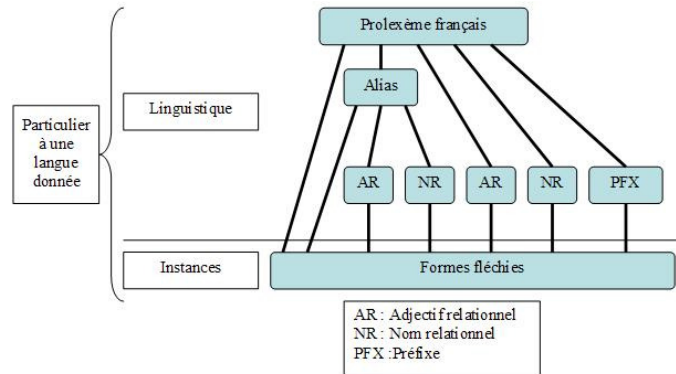 Prolexème français
Alias
Linguistique
Particulier
à une
langue
donnée
AR
NR
AR
NR
PFX
Instances
Formes fléchies
AR : Adjectif relationnel
NR : Nom relationnel
PFX :Préfixe